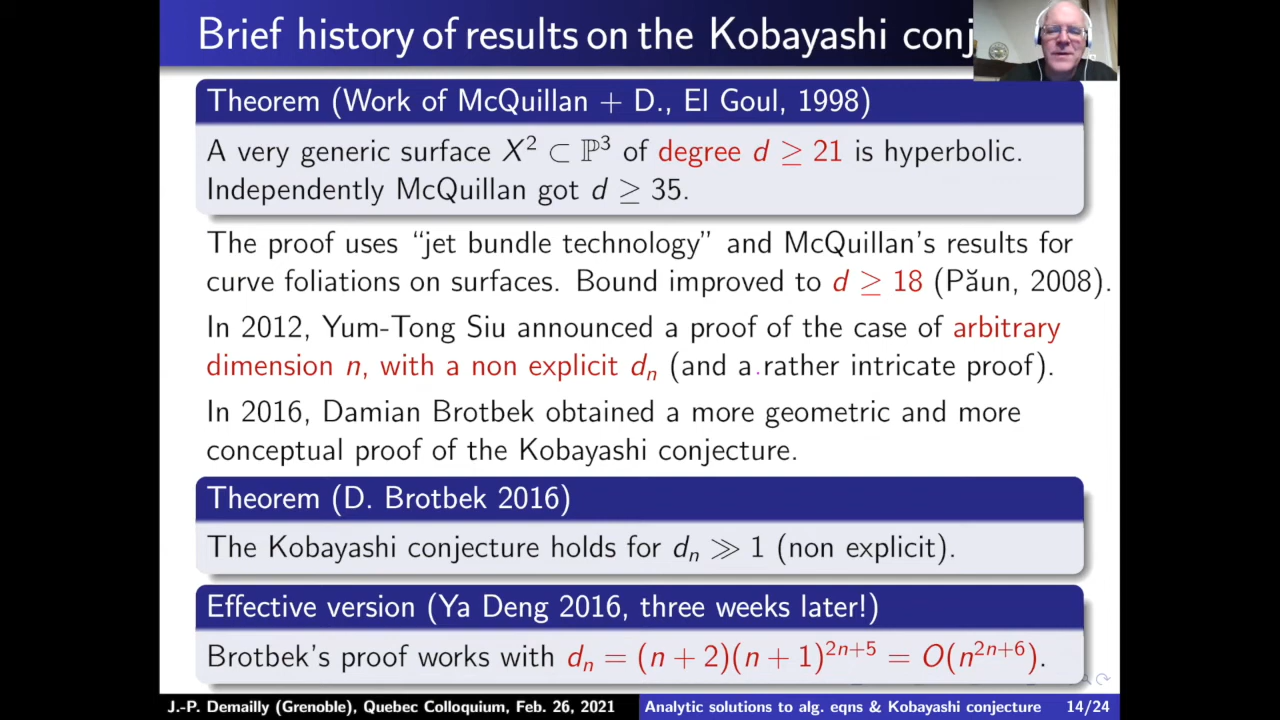 Brief history of results on the Kobayashi conj
Theorem (Work of McQuillan + D., El Goul, 1998)
A very generic surface X² ⊂ ℙ³ of degree d ≥ 21 is hyperbolic.
Independently McQuillan got d ≥ 35.
The proof uses “jet bundle technology” and McQuillan’s results for
curve foliations on surfaces. Bound improved to d ≥ 18 (Păun, 2008).
In 2012, Yum-Tong Siu announced a proof of the case of arbitrary
dimension n, with a non explicit dₙ (and a rather intricate proof).
In 2016, Damian Brotbek obtained a more geometric and more
conceptual proof of the Kobayashi conjecture.
Theorem (D. Brotbek 2016)
The Kobayashi conjecture holds for dₙ ≫ 1 (non explicit).
Effective version (Ya Deng 2016, three weeks later!)
Brotbek’s proof works with dₙ = (n + 2)(n + 1)²ⁿ⁺⁵ = O(n²ⁿ⁺⁶).
J.-P. Demailly (Grenoble), Quebec Colloquium, Feb. 26, 2021 Analytic solutions to alg. eqns & Kobayashi conjecture 14/24